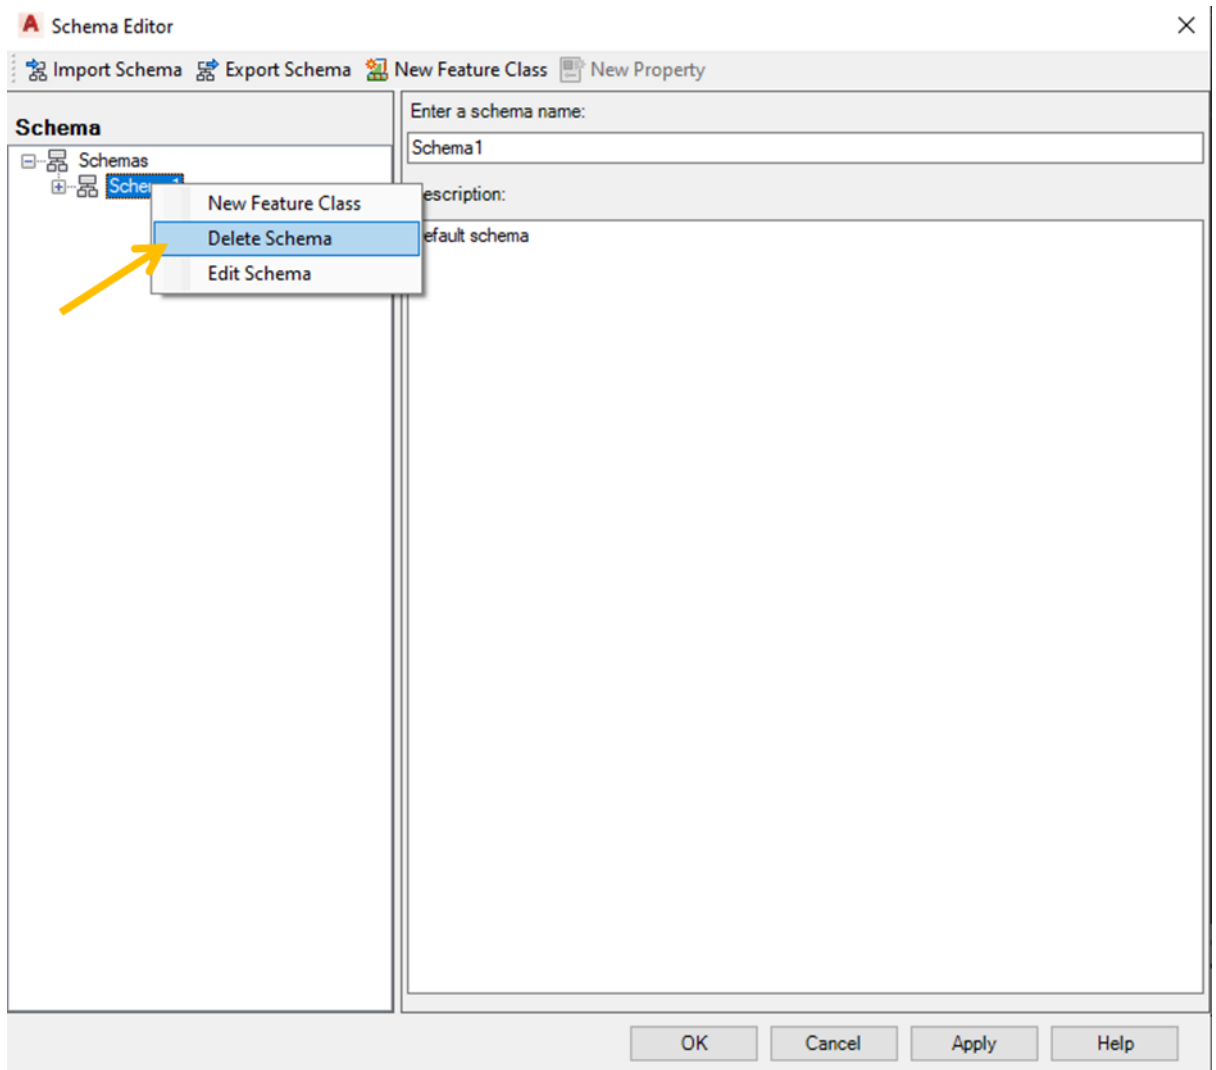 Schema Editor
Import Schema Export Schema New Feature Class New Property
Schema
Schemas
New Feature Class
Delete Schema
Edit Schema
Enter a schema name:
Schema1
escription:
efault schema
OK Cancel Apply Help